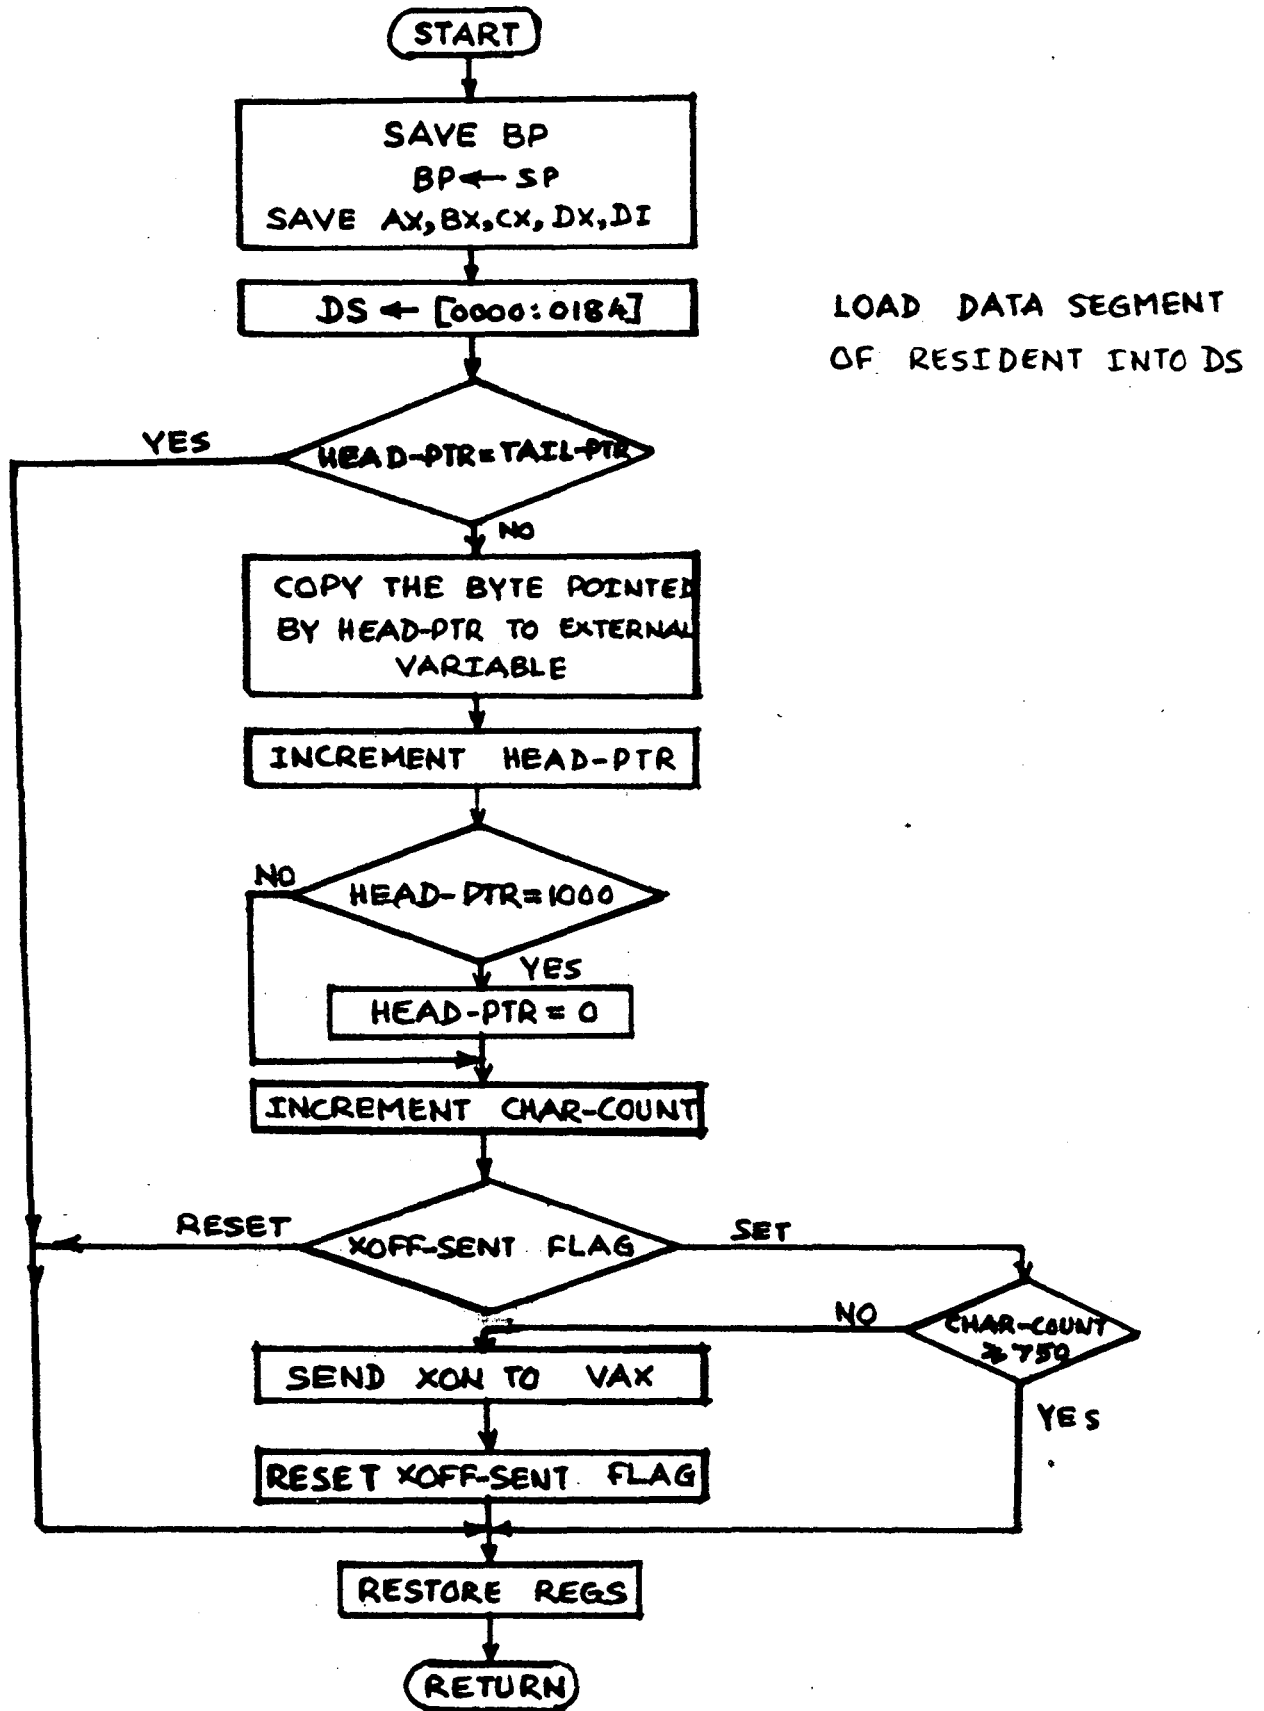 START
SAVE BP
BP ← SP
SAVE AX, BX, CX, DX, DI
DS ← [0000:0184]
LOAD DATA SEGMENT
OF RESIDENT INTO DS
YES
HEAD-PTR = TAIL-PTR
NO
COPY THE BYTE POINTED
BY HEAD-PTR TO EXTERNAL
VARIABLE
INCREMENT HEAD-PTR
NO
HEAD-PTR = 1000
YES
HEAD-PTR = 0
INCREMENT CHAR-COUNT
RESET
XOFF-SENT FLAG
SET
NO
CHAR-COUNT
≥ 750
SEND XON TO VAX
YES
RESET XOFF-SENT FLAG
RESTORE REGS
RETURN